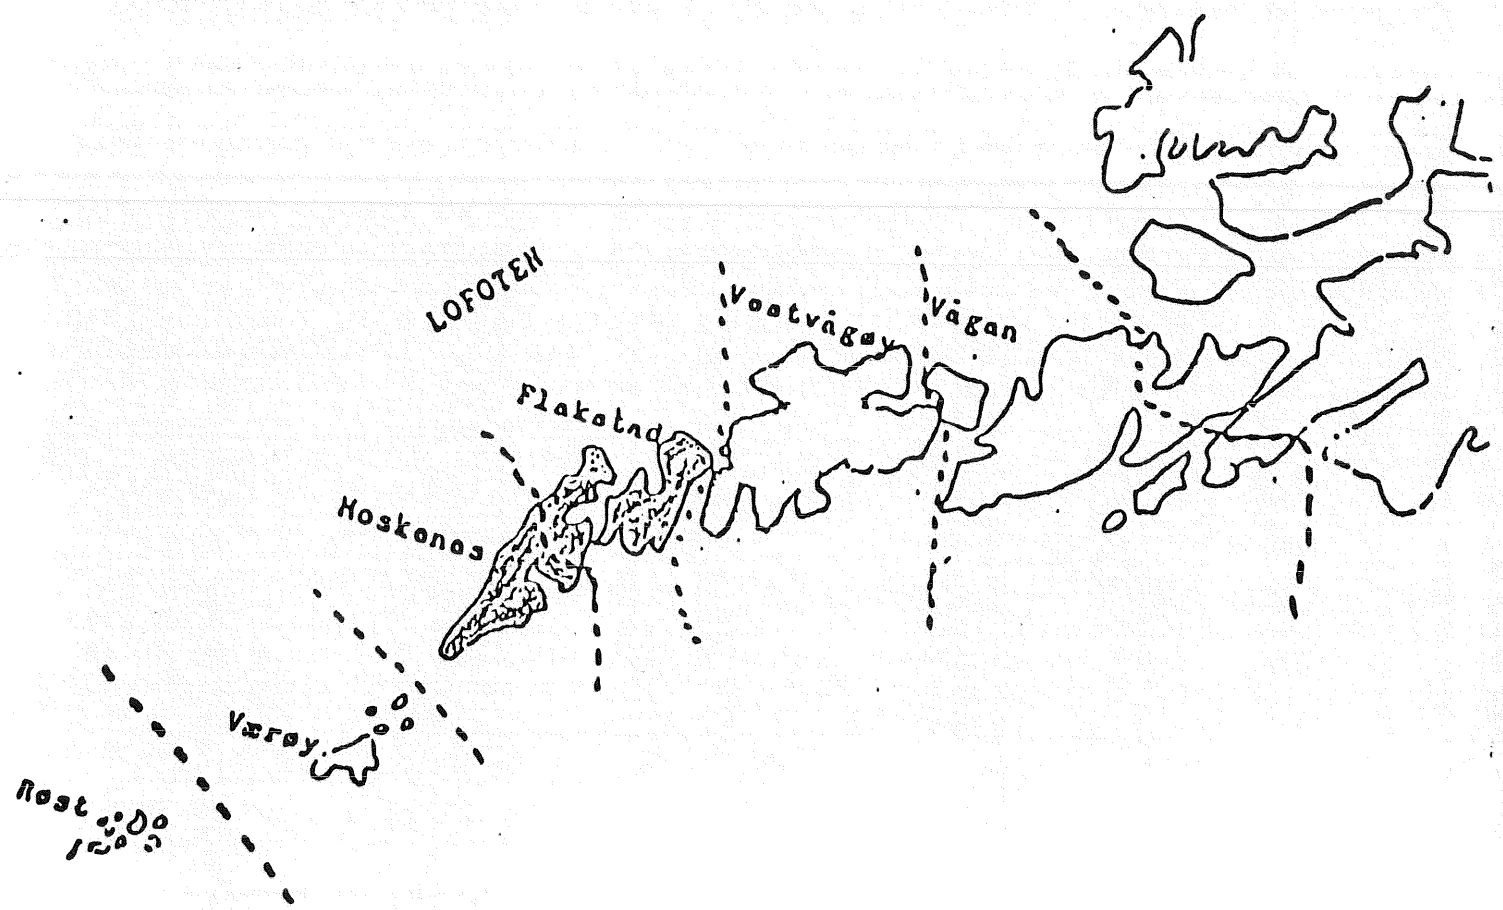 LOFOTEN
Vestvågøy
Vågan
Flakstad
Moskenes
Værøy
Røst